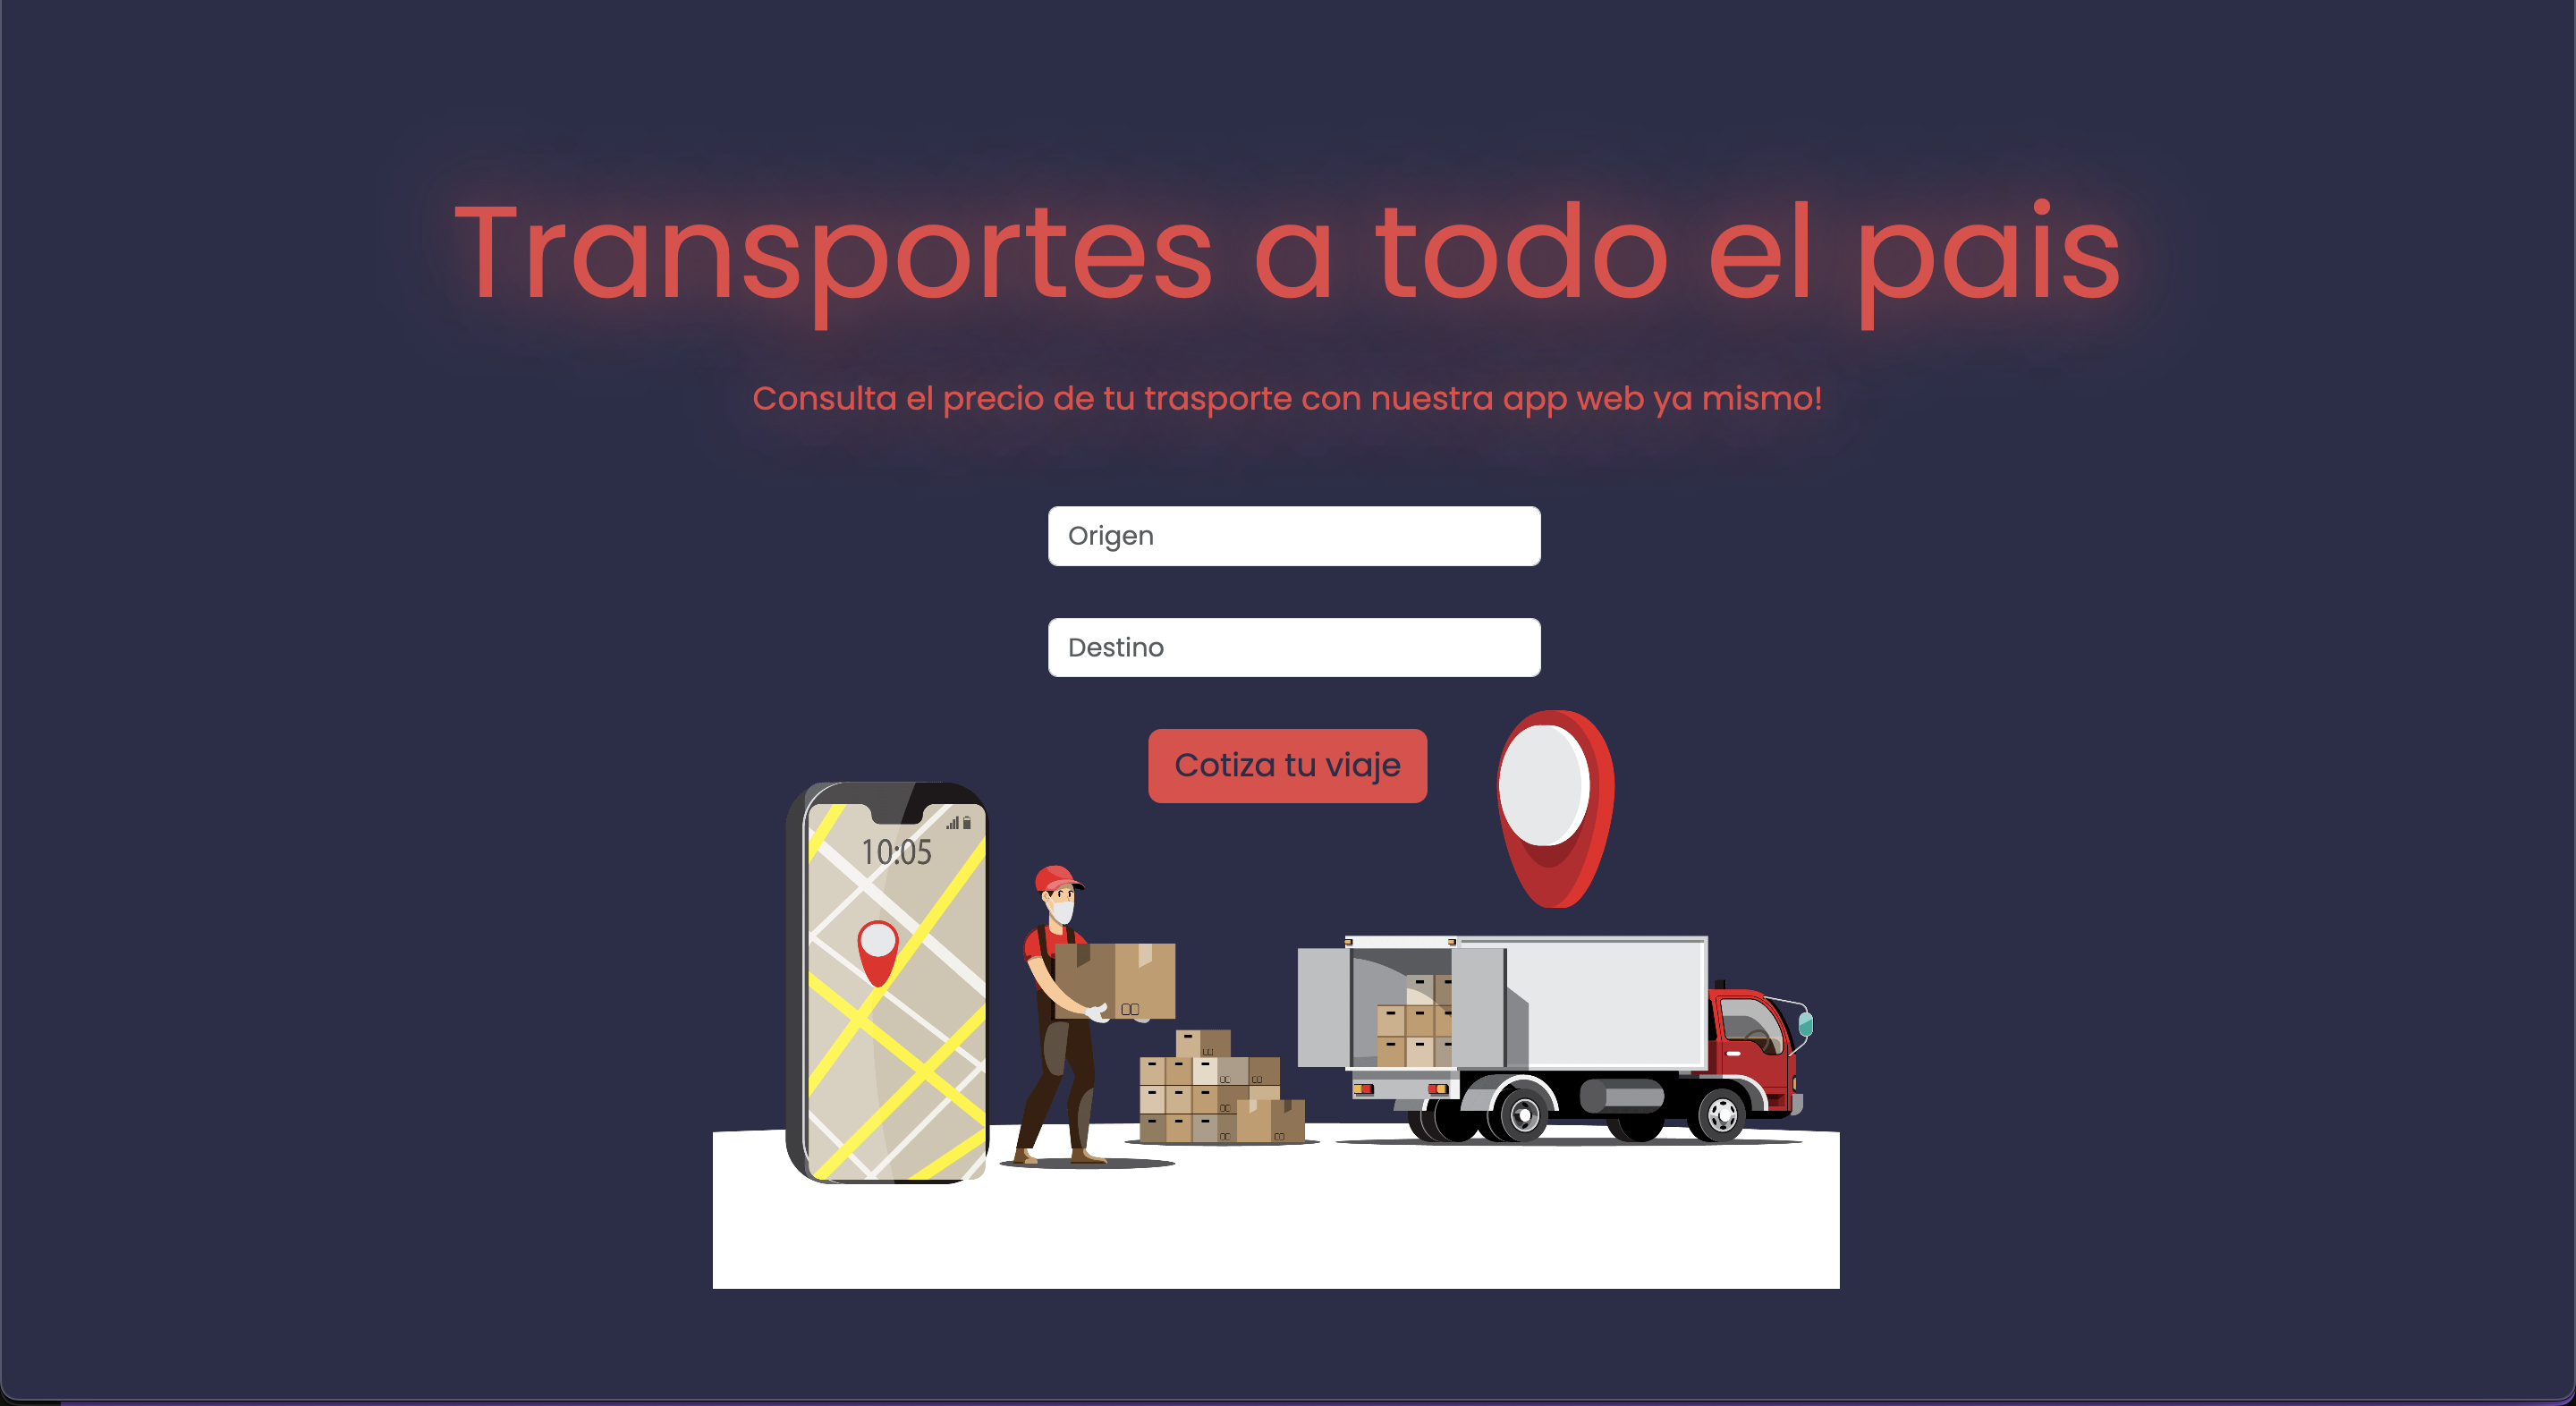 Transportes a todo el pais
Consulta el precio de tu trasporte con nuestra app web ya mismo!
Origen
Destino
Cotiza tu viaje
10:05